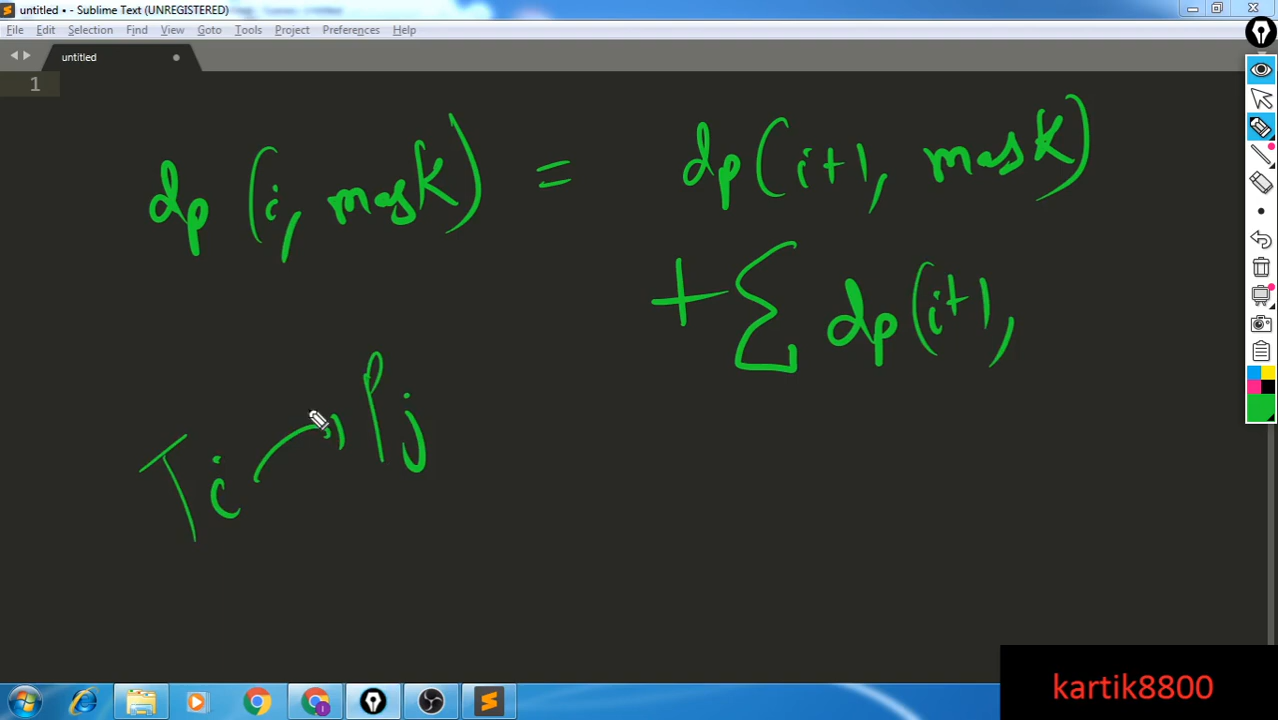 untitled • - Sublime Text (UNREGISTERED)
File Edit Selection Find View Goto Tools Project Preferences Help
untitled
1
dp (i, mask) = dp (i+1, mask)
+ Σ dp (i+1,
Ti → Pj
kartik8800